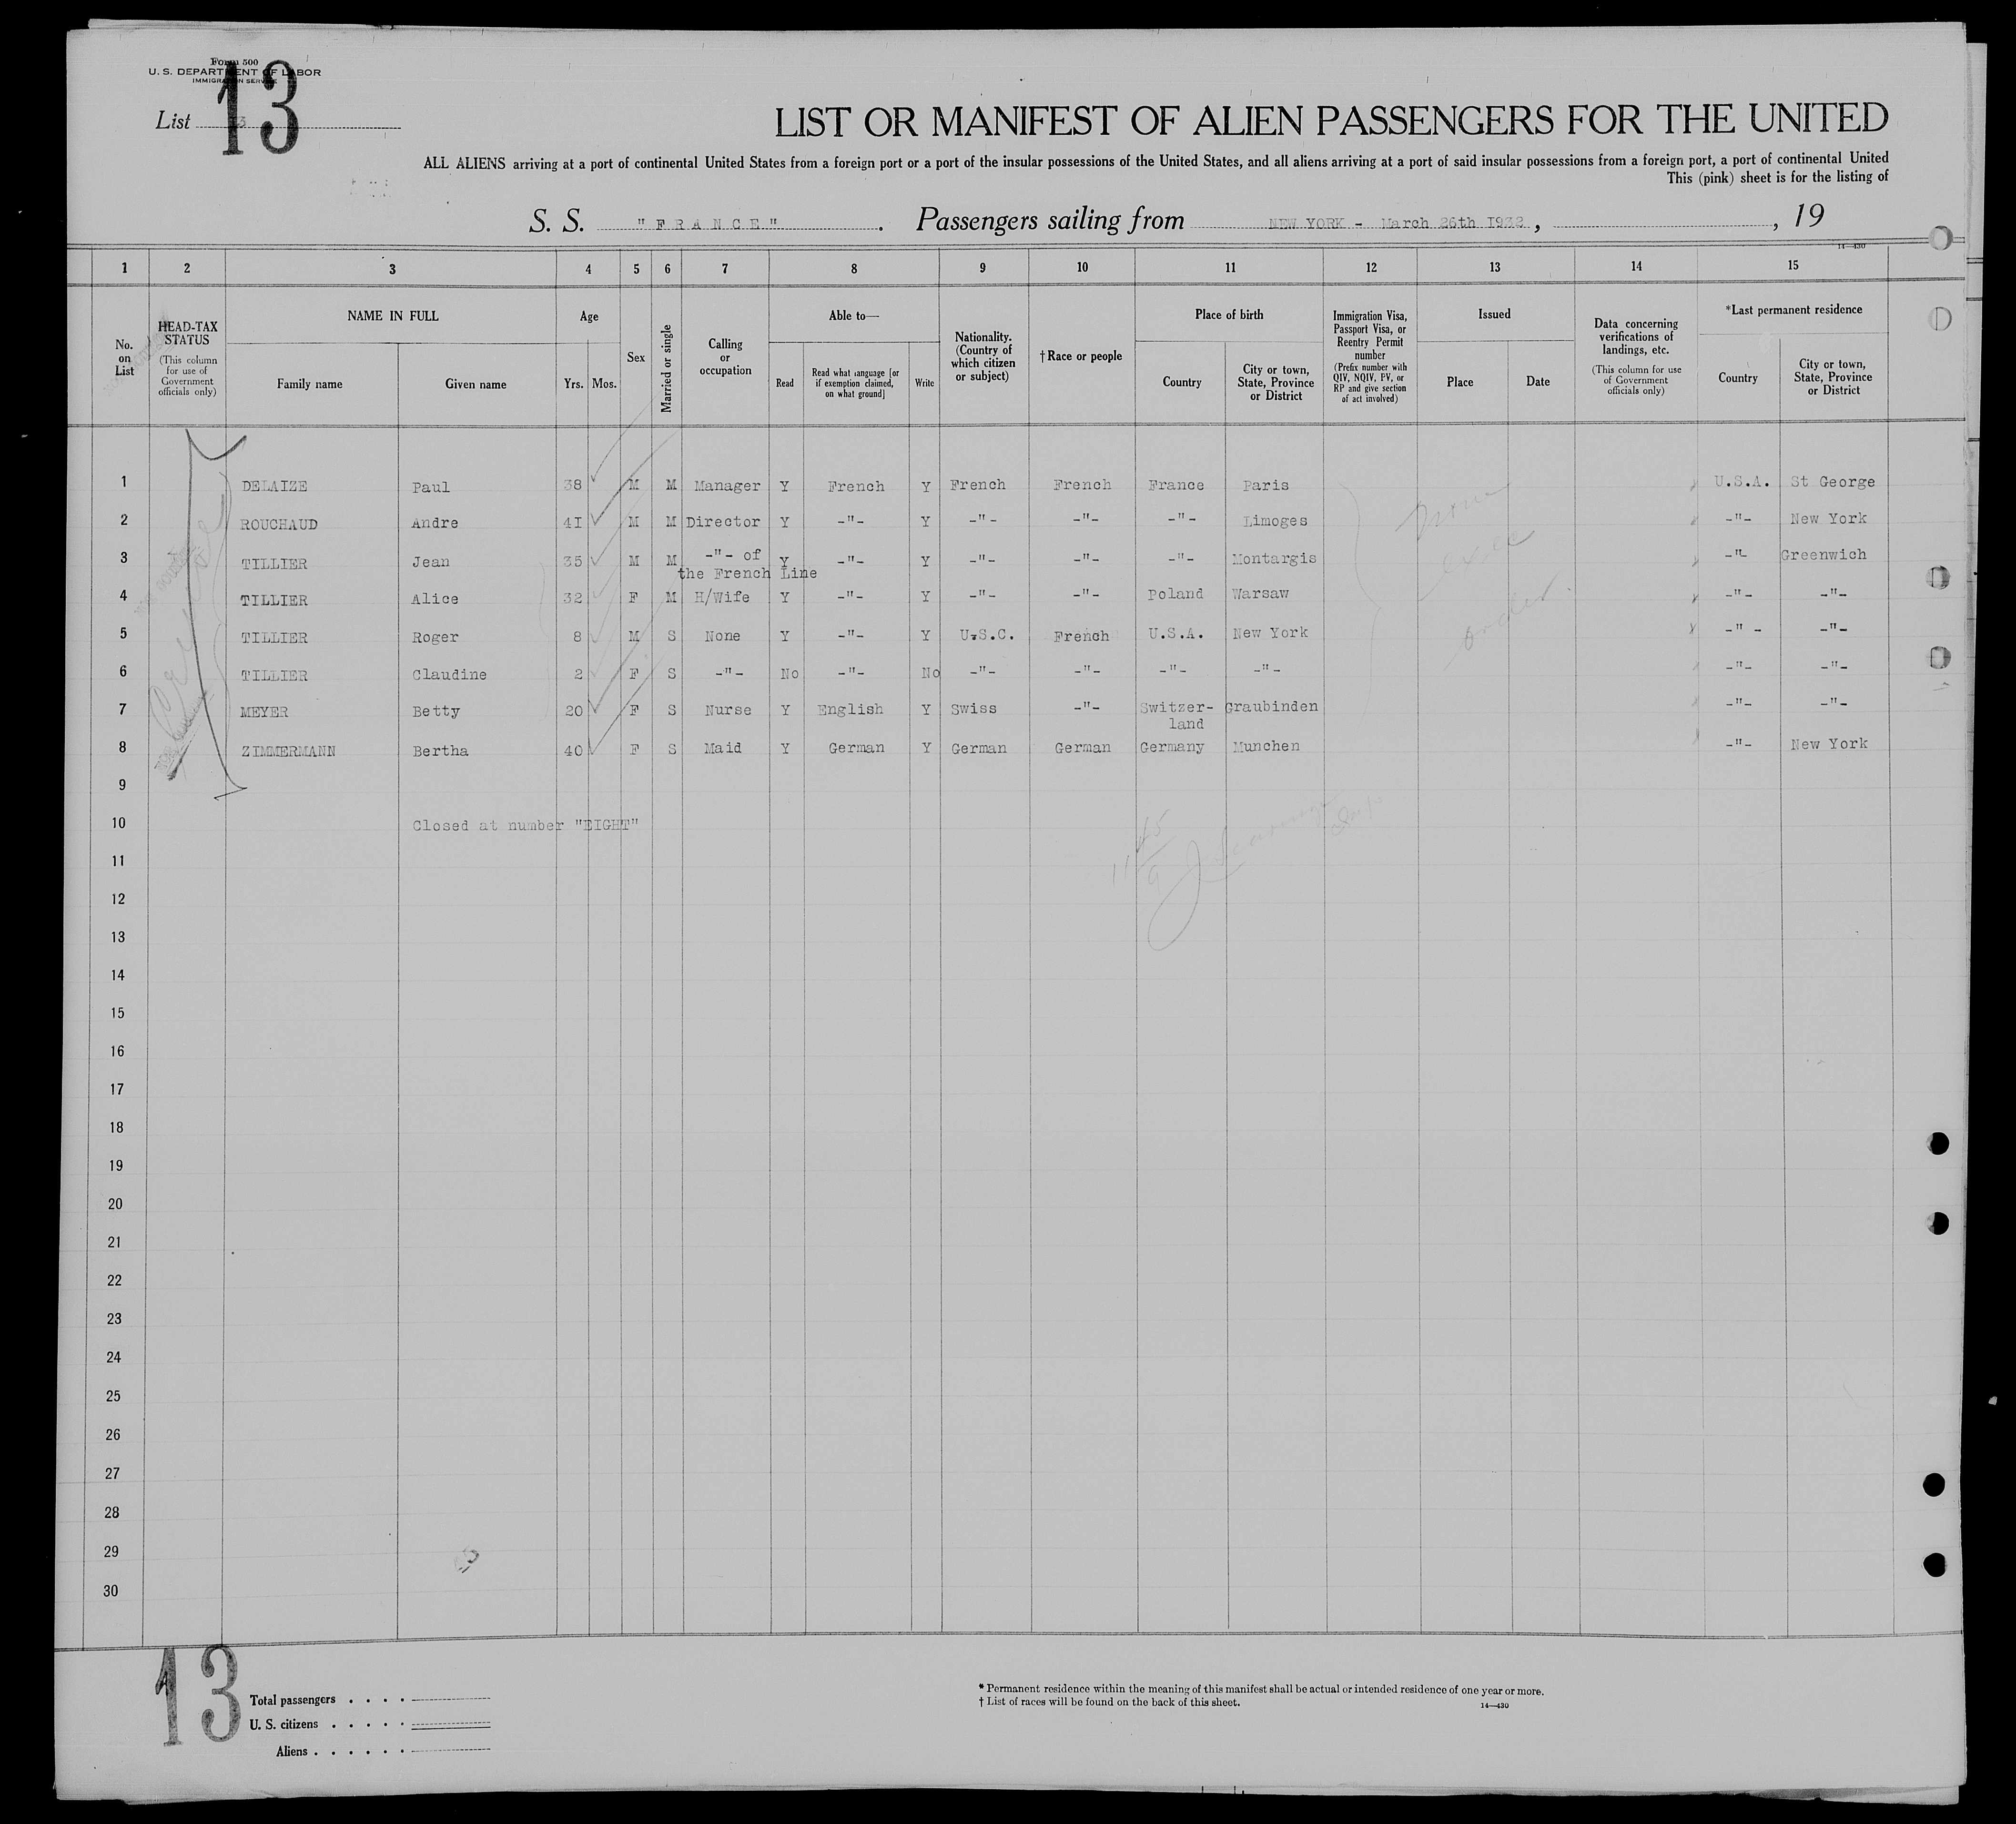 Form 500
U. S. DEPARTMENT OF LABOR
IMMIGRATION SERVICE
List 13
13
LIST OR MANIFEST OF ALIEN PASSENGERS FOR THE UNITED
ALL ALIENS arriving at a port of continental United States from a foreign port or a port of the insular possessions of the United States, and all aliens arriving at a port of said insular possessions from a foreign port, a port of continental United
This (pink) sheet is for the listing of
S. S. "FRANCE". Passengers sailing from NEW YORK - March 26th 1932, , 19
14—430
1 2 3 4 5 6 7 8 9 10 11 12 13 14 15
No. on List
HEAD-TAX STATUS (This column for use of Government officials only)
NAME IN FULL
Family name Given name
Age
Yrs. Mos.
Sex
Married or single
Calling or occupation
Able to—
Read
Read what language [or if exemption claimed, on what ground]
Write
Nationality. (Country of which citizen or subject)
†Race or people
Place of birth
Country
City or town, State, Province or District
Immigration Visa, Passport Visa, or Reentry Permit number (Prefix number with QIV, NQIV, PV, or RP and give section of act involved)
Issued
Place Date
Data concerning verifications of landings, etc. (This column for use of Government officials only)
*Last permanent residence
Country
City or town, State, Province or District
1 DELAIZE Paul 38 M M Manager Y French Y French French France Paris U.S.A. St George
2 ROUCHAUD Andre 4I M M Director Y -"- Y -"- -"- -"- Limoges -"- New York
3 TILLIER Jean 35 M M -"- of the French Line Y -"- Y -"- -"- -"- Montargis -"- Greenwich
4 TILLIER Alice 32 F M H/Wife Y -"- Y -"- -"- Poland Warsaw -"- -"-
5 TILLIER Roger 8 M S None Y -"- Y U.S.C. French U.S.A. New York -"- -"-
6 TILLIER Claudine 2 F S -"- No -"- No -"- -"- -"- -"- -"- -"-
7 MEYER Betty 20 F S Nurse Y English Y Swiss -"- Switzer-land Graubinden -"- -"-
8 ZIMMERMANN Bertha 40 F S Maid Y German Y German German Germany Munchen -"- New York
9
10 Closed at number "EIGHT"
11
12
13
14
15
16
17
18
19
20
21
22
23
24
25
26
27
28
29
30
13
Total passengers . . . .
U. S. citizens . . . . .
Aliens . . . . . .
* Permanent residence within the meaning of this manifest shall be actual or intended residence of one year or more.
† List of races will be found on the back of this sheet.
14—430